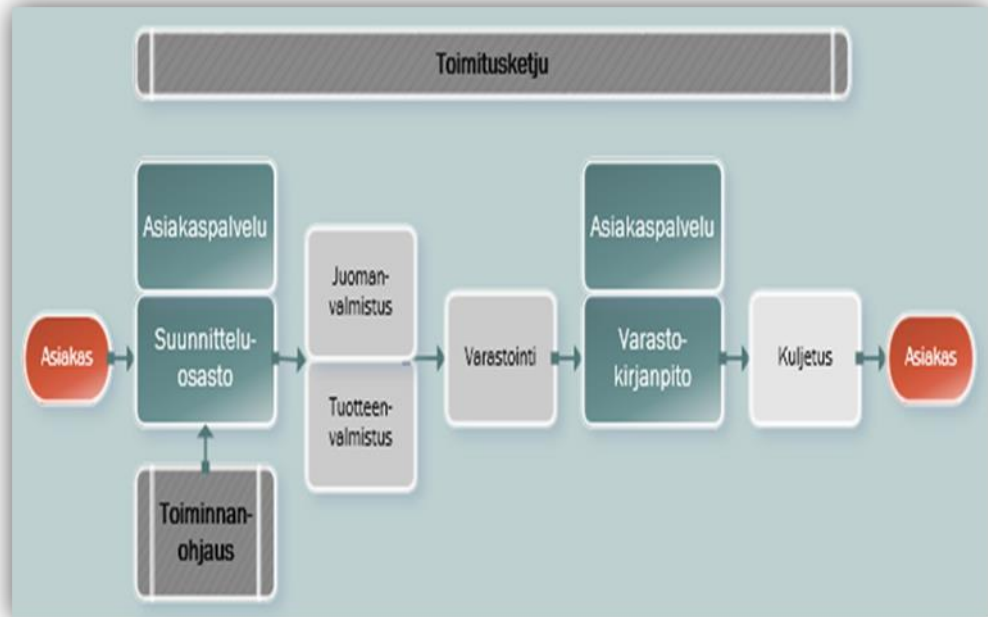 Toimitusketju
Asiakaspalvelu
Asiakaspalvelu
Juoman-
valmistus
Asiakas
Suunnittelu-
osasto
Tuotteen-
valmistus
Varastointi
Varasto-
kirjanpito
Kuljetus
Asiakas
Toiminnan-
ohjaus